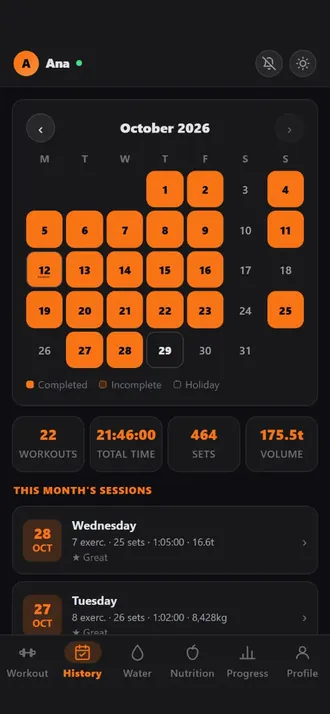 A Ana
‹ October 2026 ›
M T W T F S S
1 2 3 4
5 6 7 8 9 10 11
12 13 14 15 16 17 18
19 20 21 22 23 24 25
26 27 28 29 30 31
Completed Incomplete Holiday
22 21:46:00 464 175.5t
WORKOUTS TOTAL TIME SETS VOLUME
THIS MONTH'S SESSIONS
28 OCT
Wednesday
7 exerc. · 25 sets · 1:05:00 · 16.6t
★ Great
›
27 OCT
Tuesday
8 exerc. · 26 sets · 1:02:00 · 8,428kg
★ Great
›
Workout History Water Nutrition Progress Profile